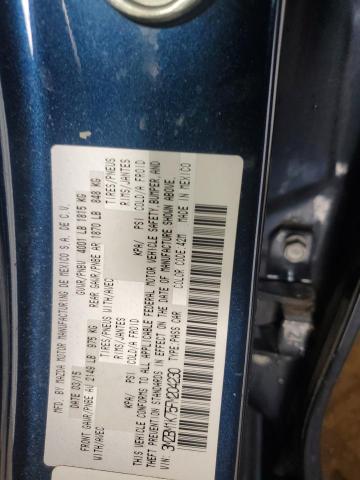 MFD. BY MAZDA MOTOR MANUFACTURING DE MEXICO S.A. DE C.V.
DATE 03/15 GVWR/PNBV 4001 LB 1815 KG
FRONT GAWR/PNBE AV 2149 LB 975 KG REAR GAWR/PNBE AR 1870 LB 848 KG
TIRES/PNEUS WITH/AVEC TIRES/PNEUS
RIMS/JANTES RIMS/JANTES
KPA/ PSI COLD/A FROID KPA/ PSI COLD/A FROID
THIS VEHICLE CONFORMS TO ALL APPLICABLE FEDERAL MOTOR VEHICLE SAFETY, BUMPER, AND
THEFT PREVENTION STANDARDS IN EFFECT ON THE DATE OF MANUFACTURE SHOWN ABOVE.
TYPE: PASS CAR COLOR CODE: 42M MADE IN MEXICO